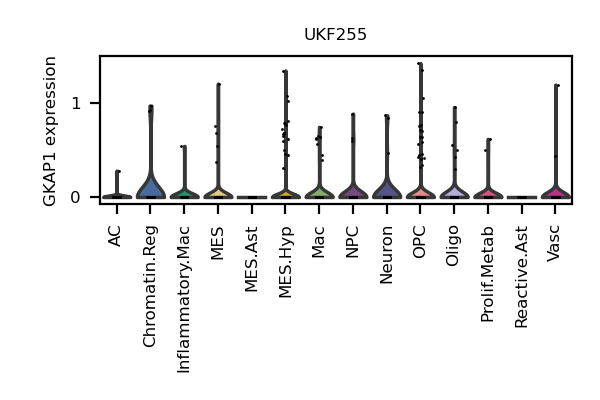 UKF255
GKAP1 expression
1
0
AC
Chromatin.Reg
Inflammatory.Mac
MES
MES.Ast
MES.Hyp
Mac
NPC
Neuron
OPC
Oligo
Prolif.Metab
Reactive.Ast
Vasc